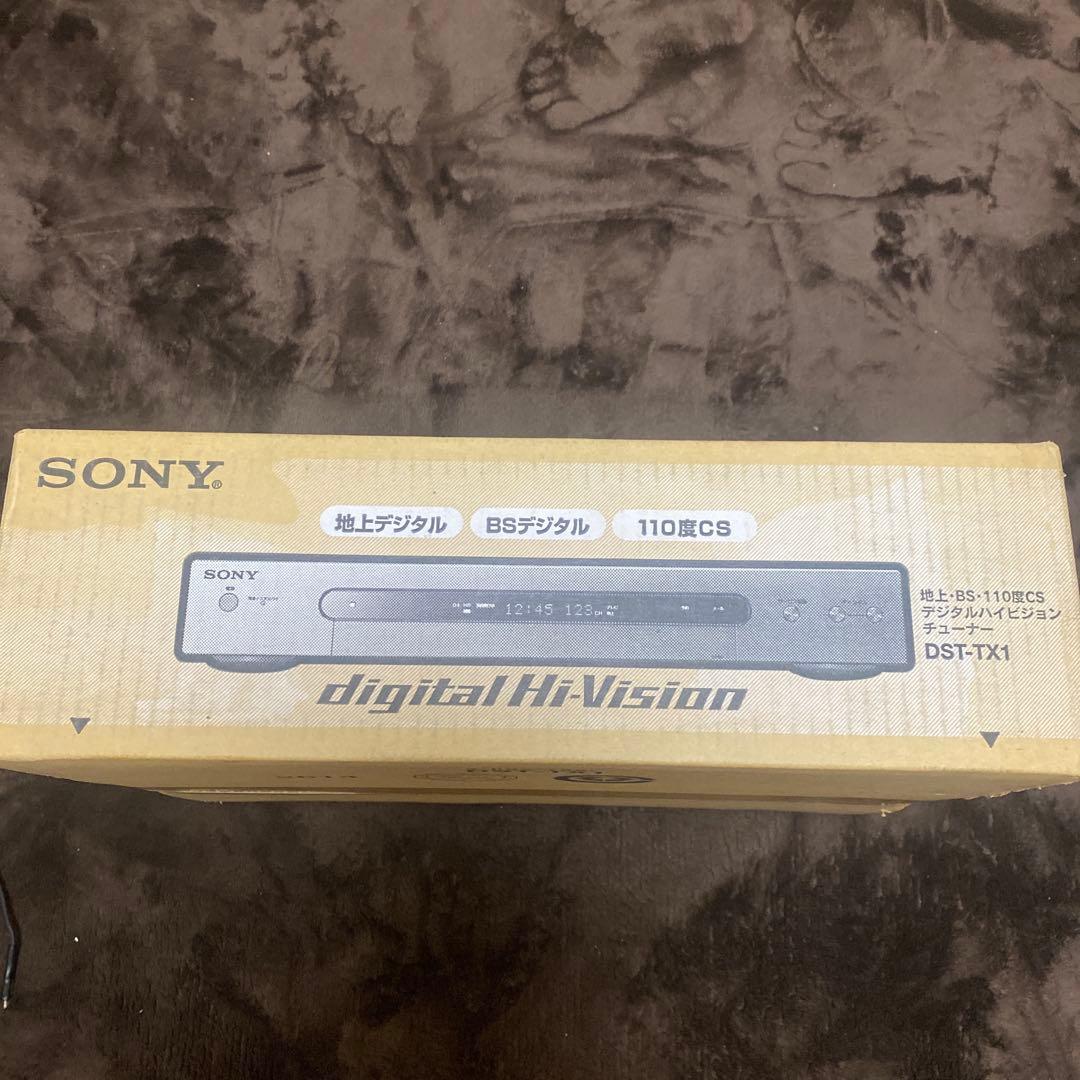 SONY®
地上デジタル BSデジタル 110度CS
SONY
12:45 123CH
地上・BS・110度CS
デジタルハイビジョン
チューナー
DST-TX1
digital Hi-Vision